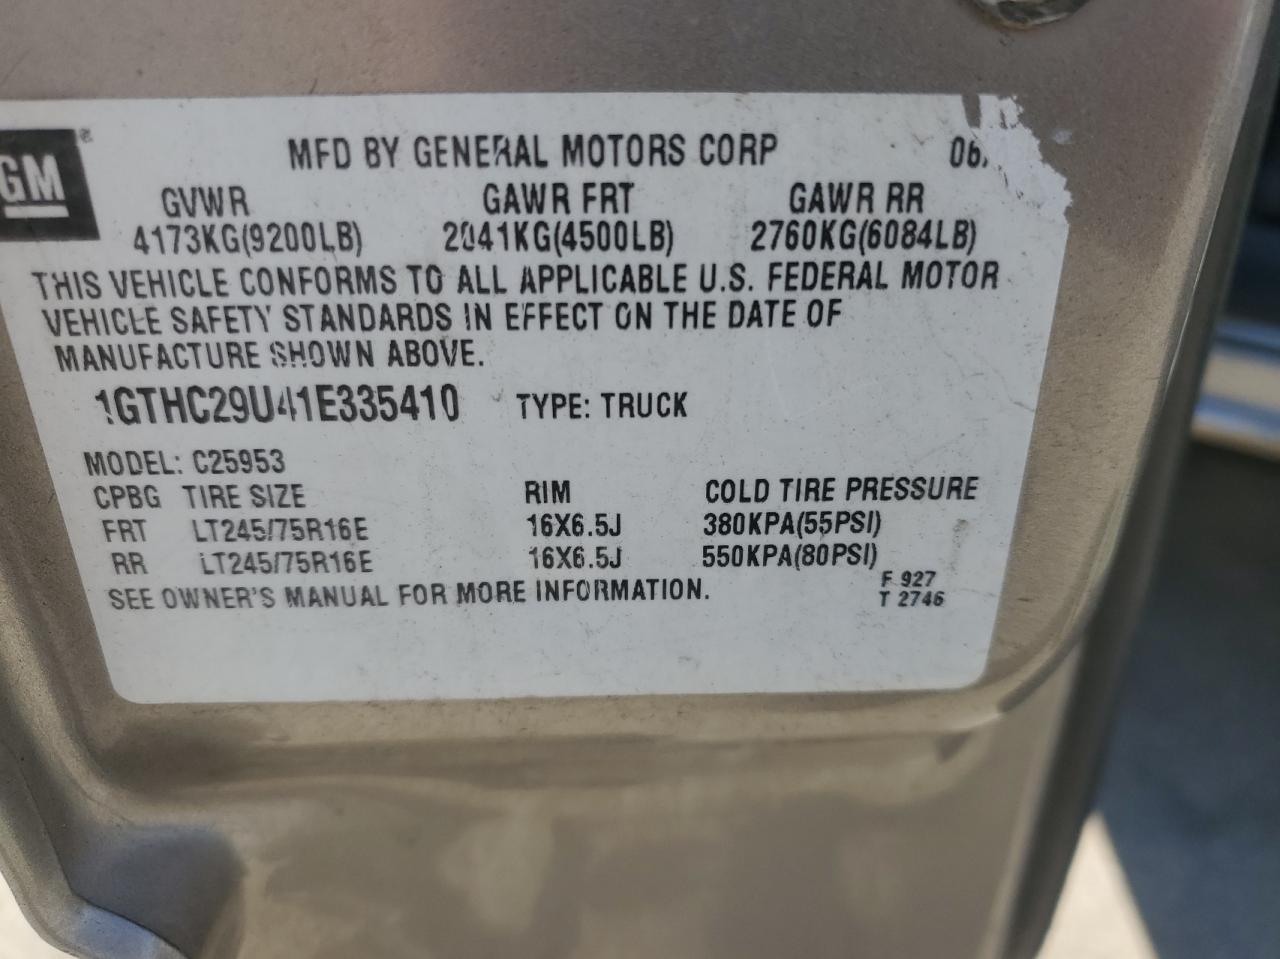 GM ®
MFD BY GENERAL MOTORS CORP 06/
GVWR GAWR FRT GAWR RR
4173KG(9200LB) 2041KG(4500LB) 2760KG(6084LB)
THIS VEHICLE CONFORMS TO ALL APPLICABLE U.S. FEDERAL MOTOR
VEHICLE SAFETY STANDARDS IN EFFECT ON THE DATE OF
MANUFACTURE SHOWN ABOVE.
1GTHC29U41E335410 TYPE: TRUCK
MODEL: C25953
CPBG TIRE SIZE RIM COLD TIRE PRESSURE
FRT LT245/75R16E 16X6.5J 380KPA(55PSI)
RR LT245/75R16E 16X6.5J 550KPA(80PSI)
SEE OWNER'S MANUAL FOR MORE INFORMATION.
F 927
T 2746